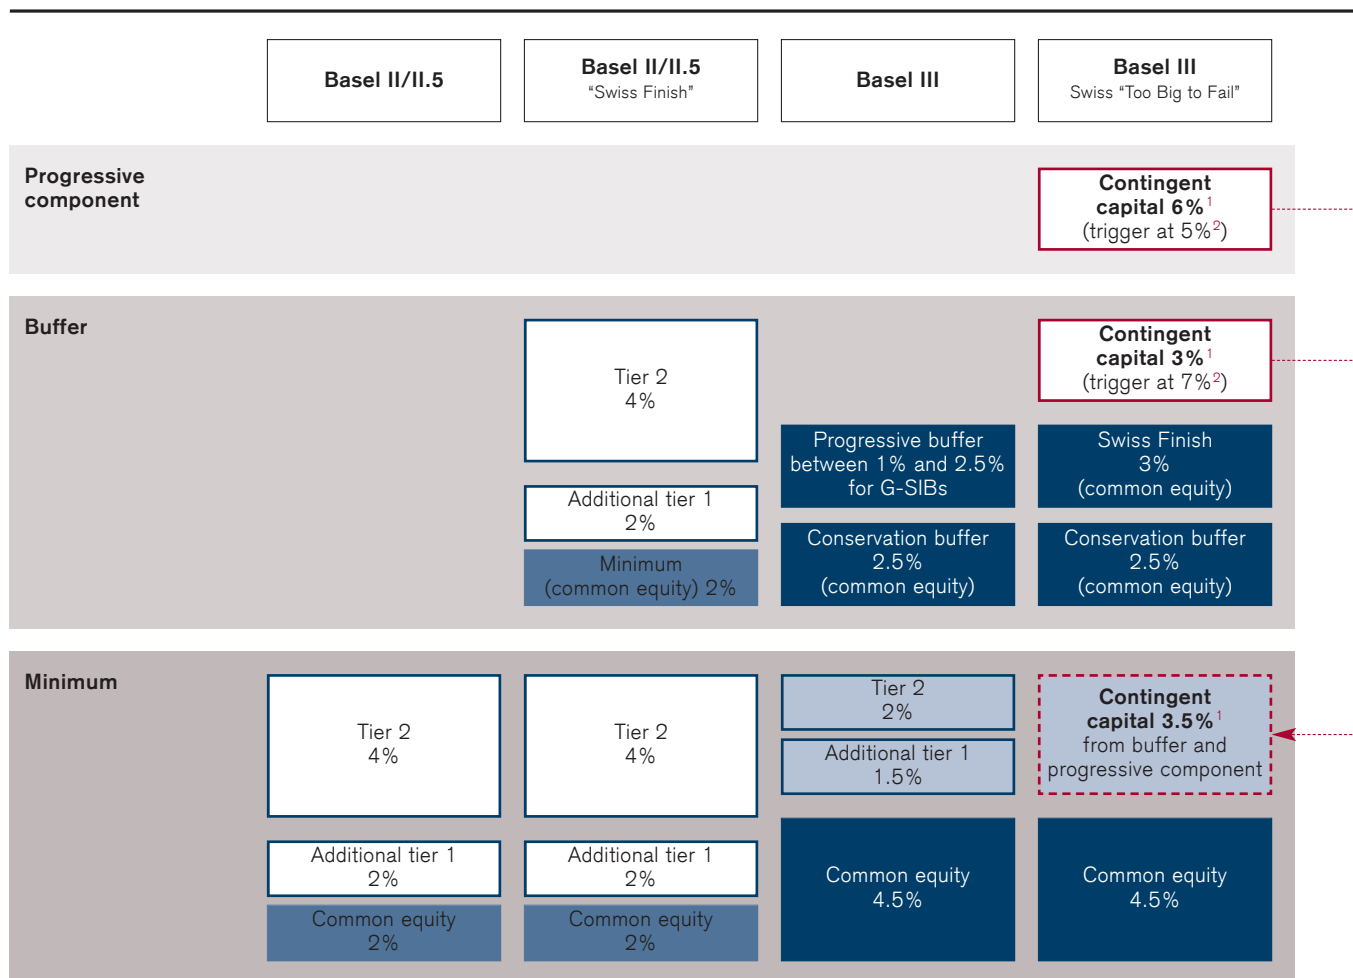 Basel II/II.5
Basel II/II.5
“Swiss Finish”
Basel III
Basel III
Swiss “Too Big to Fail”
Progressive
component
Contingent
capital 6%1
(trigger at 5%2)
Buffer
Tier 2
4%
Additional tier 1
2%
Minimum
(common equity) 2%
Progressive buffer
between 1% and 2.5%
for G-SIBs
Conservation buffer
2.5%
(common equity)
Contingent
capital 3%1
(trigger at 7%2)
Swiss Finish
3%
(common equity)
Conservation buffer
2.5%
(common equity)
Minimum
Tier 2
4%
Additional tier 1
2%
Common equity
2%
Tier 2
4%
Additional tier 1
2%
Common equity
2%
Tier 2
2%
Additional tier 1
1.5%
Common equity
4.5%
Contingent
capital 3.5%1
from buffer and
progressive component
Common equity
4.5%